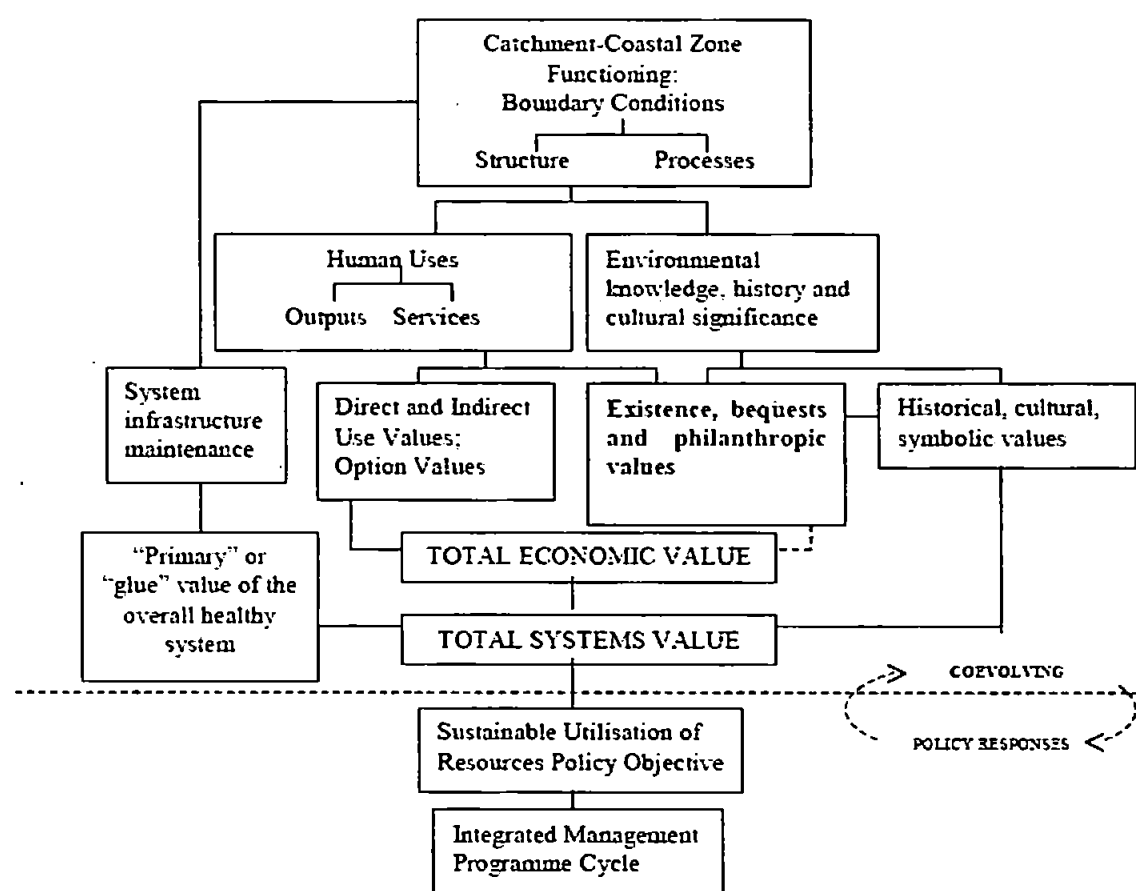 Catchment-Coastal Zone
Functioning:
Boundary Conditions
Structure Processes
Human Uses
Outputs Services
Environmental
knowledge, history and
cultural significance
System
infrastructure
maintenance
Direct and Indirect
Use Values;
Option Values
Existence, bequests
and philanthropic
values
Historical, cultural,
symbolic values
"Primary" or
"glue" value of the
overall healthy
system
TOTAL ECONOMIC VALUE
TOTAL SYSTEMS VALUE
COEVOLVING
POLICY RESPONSES
Sustainable Utilisation of
Resources Policy Objective
Integrated Management
Programme Cycle